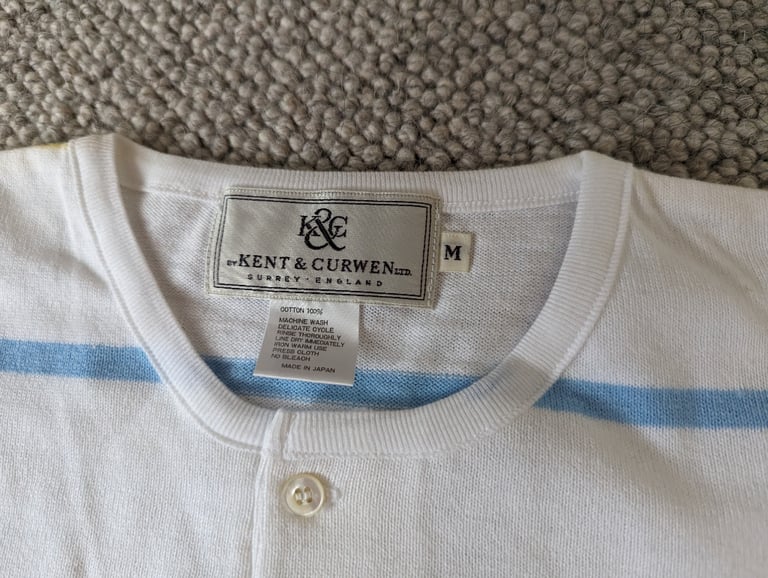 K&C
BY KENT & CURWEN LTD.
SURREY · ENGLAND
M
COTTON 100%
MACHINE WASH
DELICATE CYCLE
RINSE THOROUGHLY
LINE DRY IMMEDIATELY
IRON WARM USE
PRESS CLOTH
NO BLEACH
MADE IN JAPAN